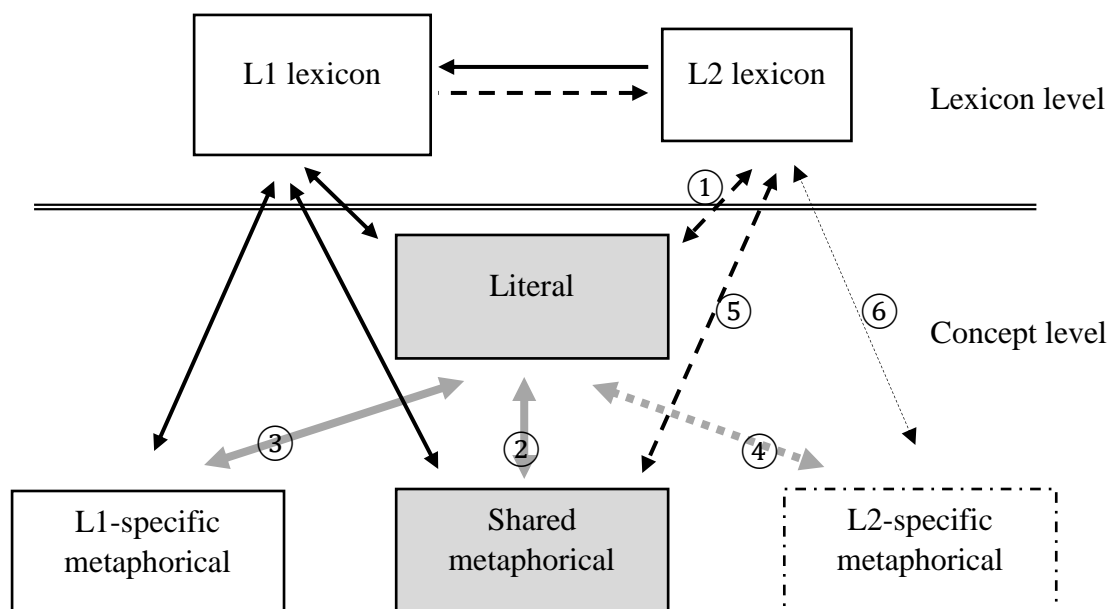 L1 lexicon
L2 lexicon
Lexicon level
①
Literal
⑤
⑥
Concept level
③
②
④
L1-specific
metaphorical
Shared
metaphorical
L2-specific
metaphorical